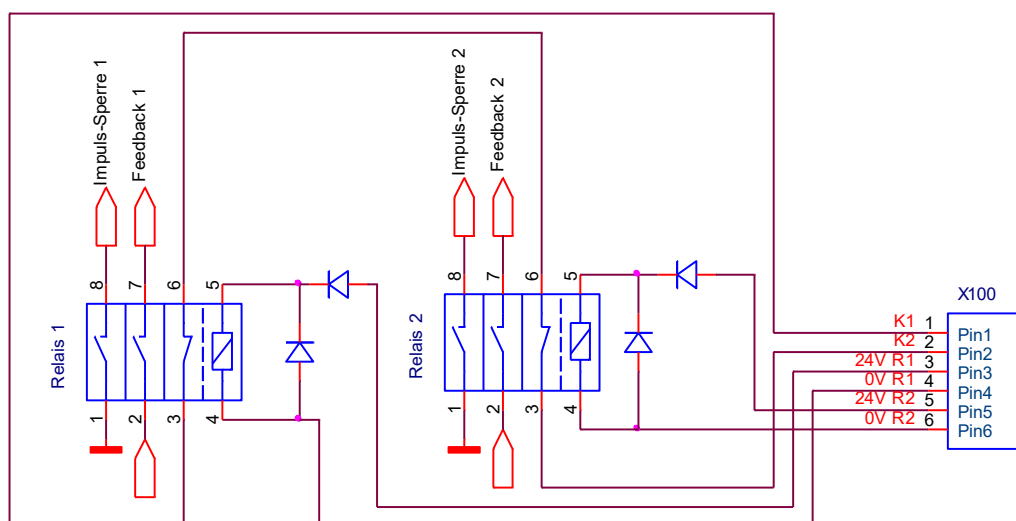 Impuls-Sperre 1
Feedback 1
Impuls-Sperre 2
Feedback 2
8
7
6
5
Relais 1
1
2
3
4
8
7
6
5
Relais 2
1
2
3
4
X100
K1 1 Pin1
K2 2 Pin2
24V R1 3 Pin3
0V R1 4 Pin4
24V R2 5 Pin5
0V R2 6 Pin6